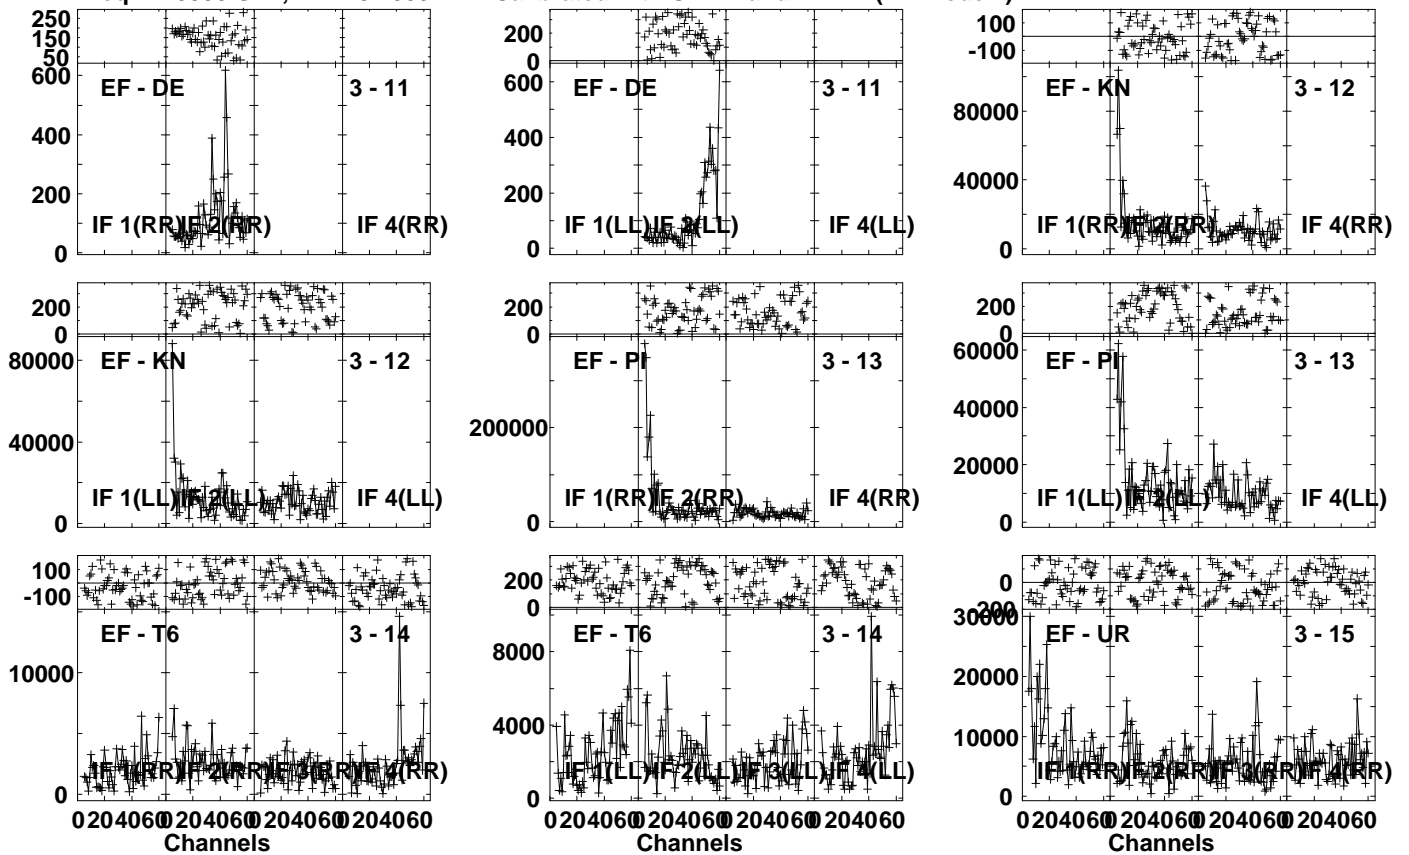 280 150 50
EF - DE 3 - 11
600 400 200 0
IF 1(RR) IF 2(RR) IF 4(RR)
200 0
EF - DE 3 - 11
600 400 200 0
IF 1(LL) IF 2(LL) IF 4(LL)
100 -100
EF - KN 3 - 12
80000 40000 0
IF 1(RR) IF 2(RR) IF 4(RR)
200 0
EF - KN 3 - 12
80000 40000 0
IF 1(LL) IF 2(LL) IF 4(LL)
200 0
EF - PI 3 - 13
200000 0
IF 1(RR) IF 2(RR) IF 4(RR)
200 0
EF - PI 3 - 13
60000 40000 20000 0
IF 1(LL) IF 2(LL) IF 4(LL)
100 -100
EF - T6 3 - 14
10000 0
IF 1(RR) IF 2(RR) IF 3(RR) IF 4(RR)
0 20 40 60 0 20 40 60 0 20 40 60 0 20 40 60
Channels
200 0
EF - T6 3 - 14
8000 4000 0
IF 1(LL) IF 2(LL) IF 3(LL) IF 4(LL)
0 20 40 60 0 20 40 60 0 20 40 60 0 20 40 60
Channels
0 -200
EF - UR 3 - 15
30000 20000 10000 0
IF 1(RR) IF 2(RR) IF 3(RR) IF 4(RR)
0 20 40 60 0 20 40 60 0 20 40 60 0 20 40 60
Channels